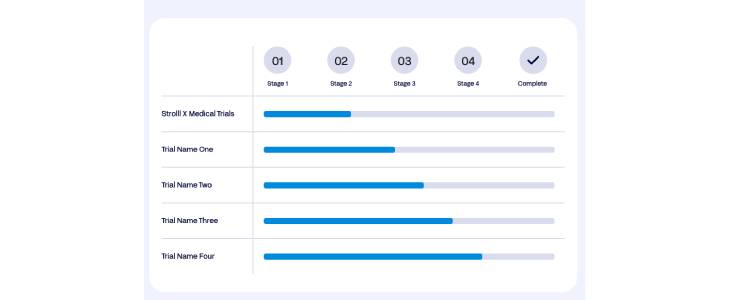 01 02 03 04
Stage 1 Stage 2 Stage 3 Stage 4 Complete
Strolll X Medical Trials
Trial Name One
Trial Name Two
Trial Name Three
Trial Name Four